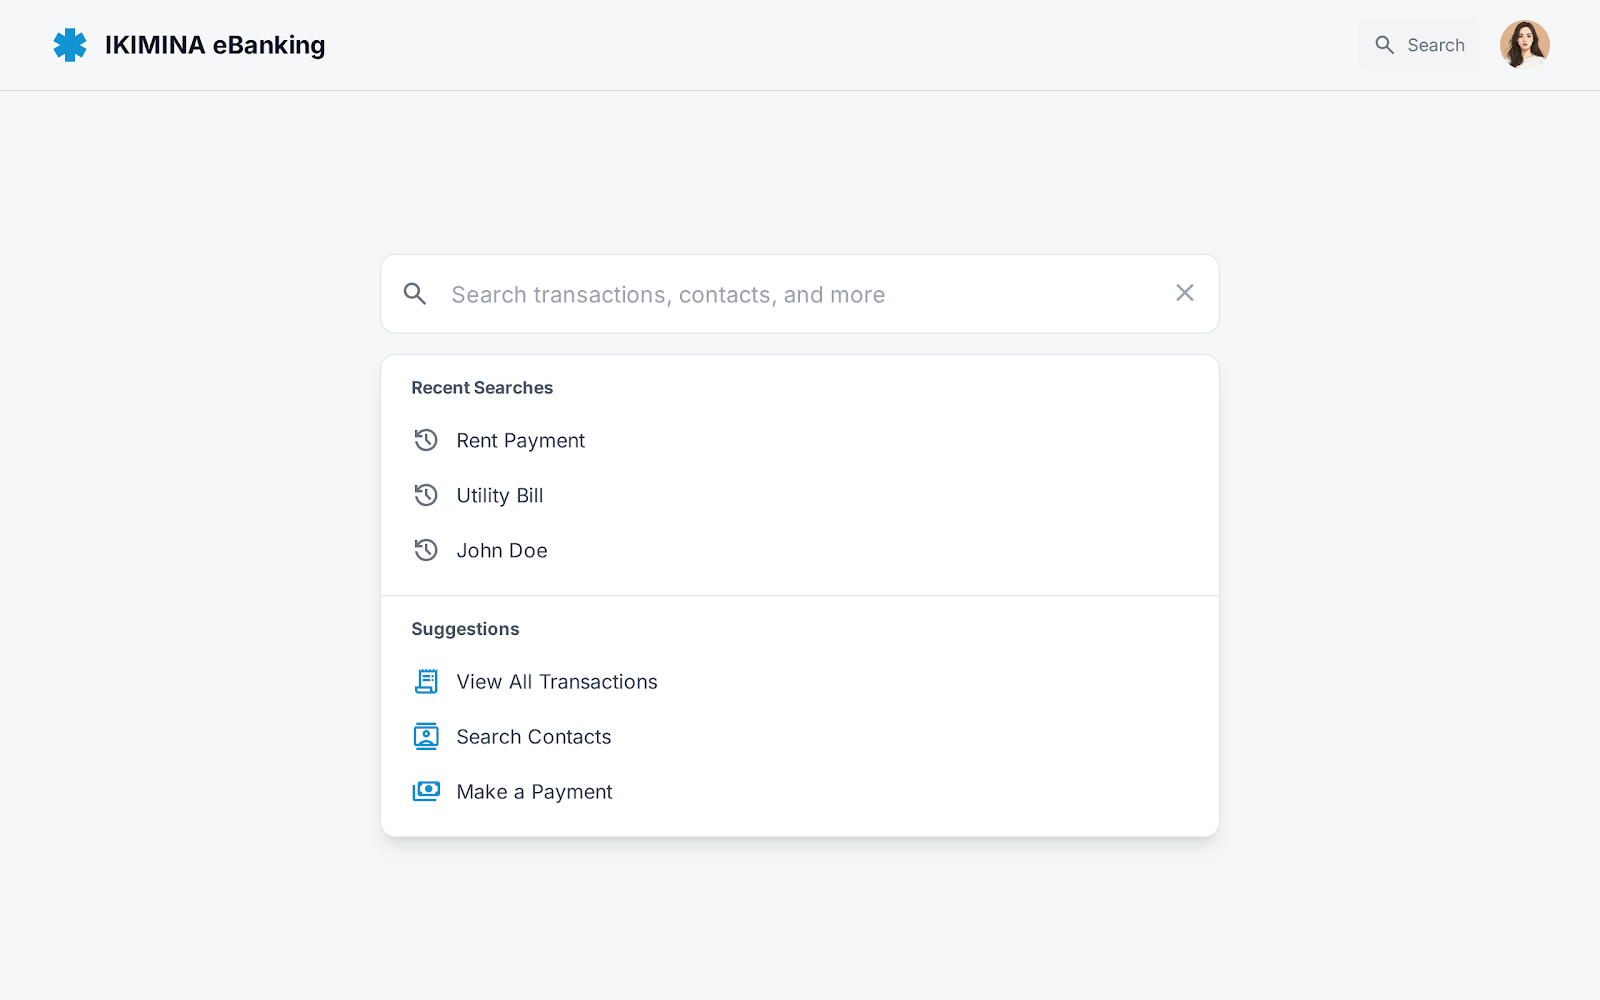 IKIMINA eBanking
Search
Search transactions, contacts, and more
Recent Searches
Rent Payment
Utility Bill
John Doe
Suggestions
View All Transactions
Search Contacts
Make a Payment